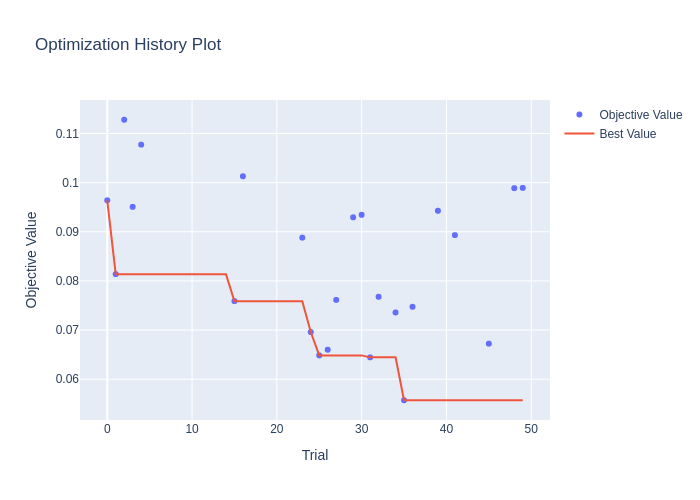 Optimization History Plot
Objective Value
0.11
0.1
0.09
0.08
0.07
0.06
0
10
20
30
40
50
Trial
Objective Value
Best Value